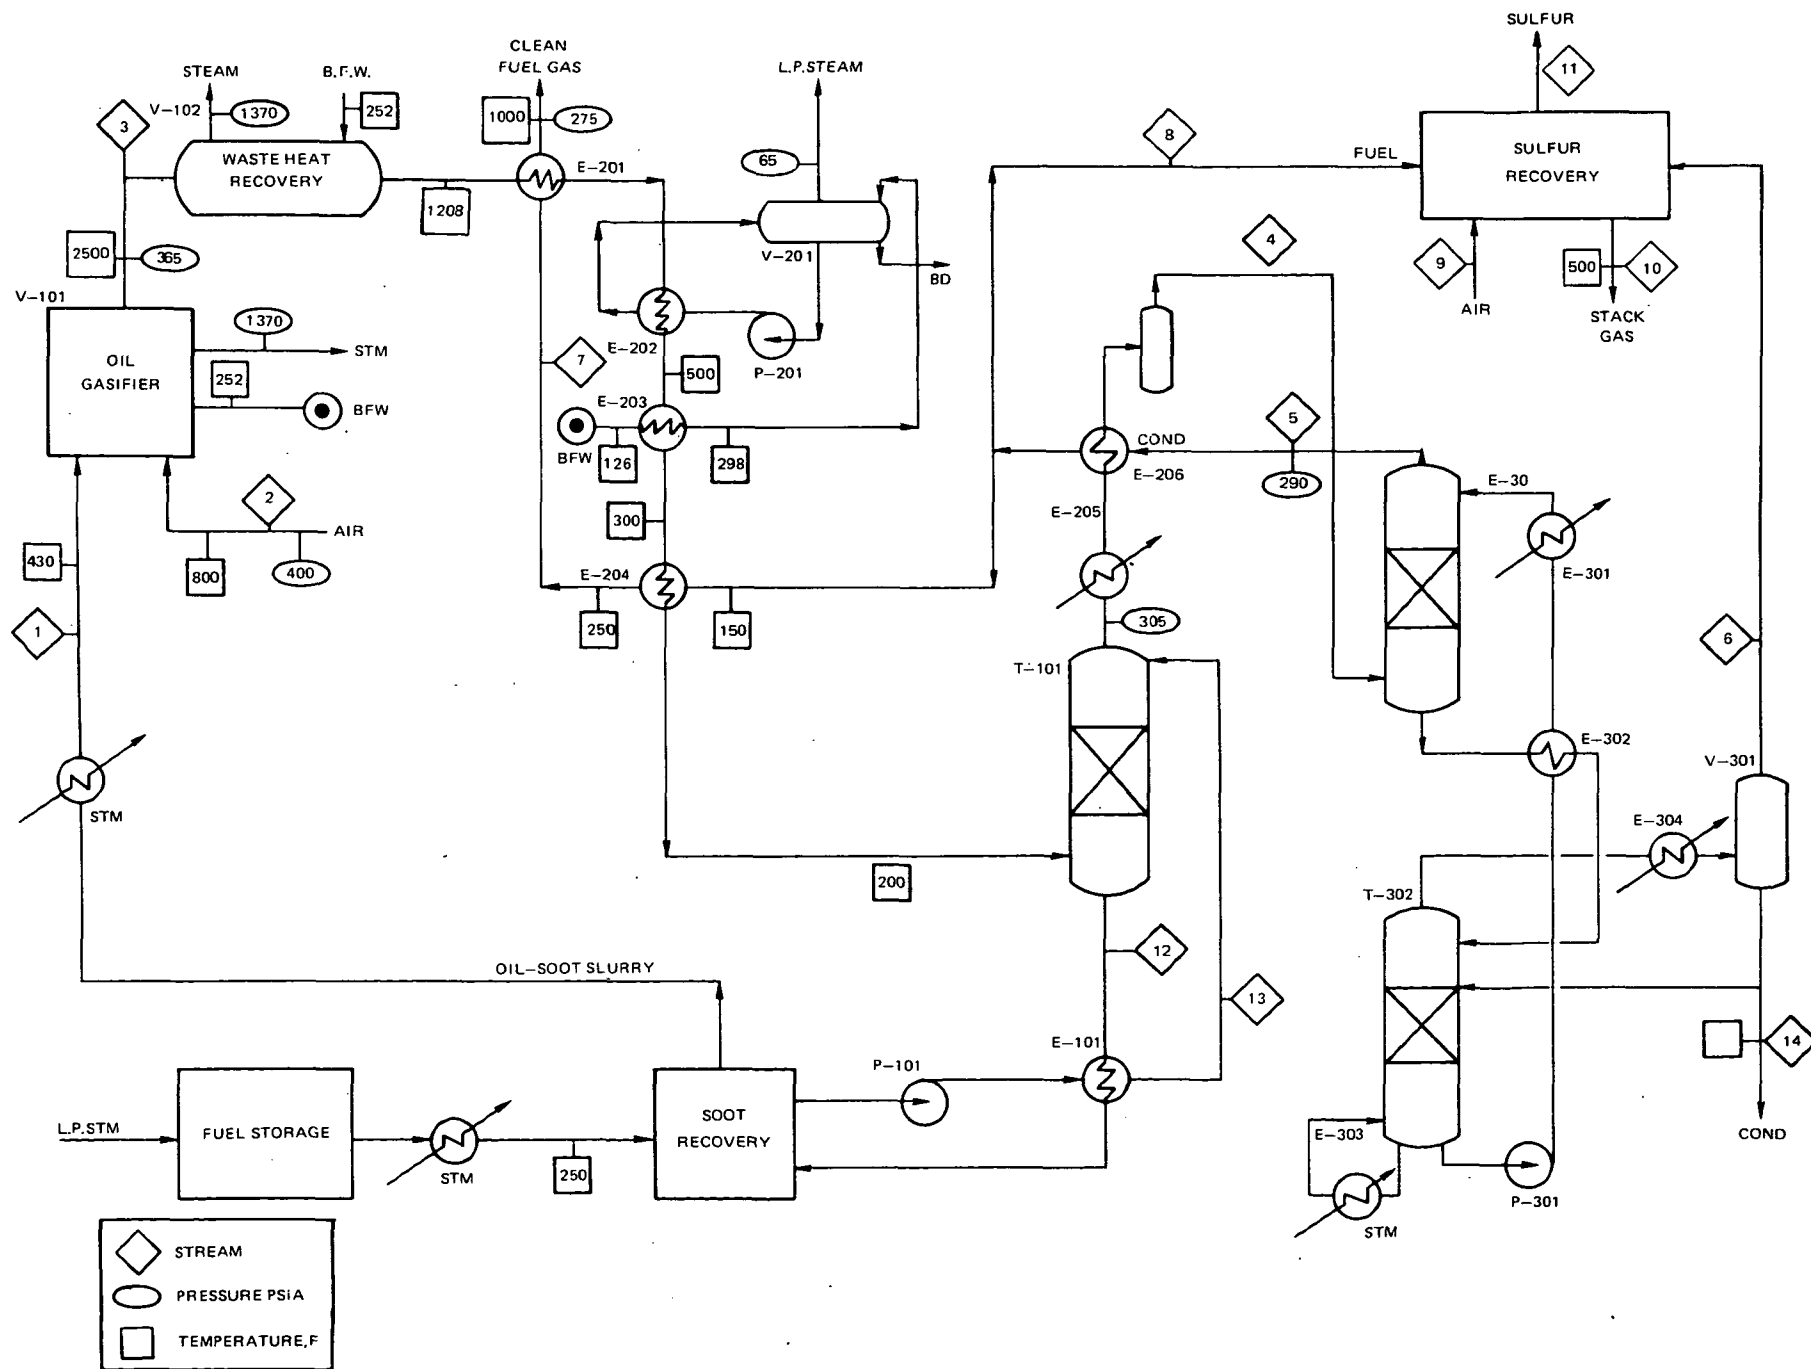 SULFUR
11
CLEAN
FUEL GAS
L.P.STEAM
STEAM
B.F.W.
V-102
1370
252
1000
275
3
8
WASTE HEAT
RECOVERY
E-201
65
FUEL
SULFUR
RECOVERY
1208
2500
365
4
V-201
BD
9
500
10
AIR
STACK
GAS
V-101
1370
OIL
GASIFIER
STM
E-202
7
P-201
252
500
BFW
E-203
5
BFW
126
298
COND
E-206
290
E-30
2
E-205
300
AIR
430
800
400
E-204
E-301
250
150
305
1
6
T-101
E-302
V-301
STM
E-304
200
T-302
12
OIL-SOOT SLURRY
13
E-101
14
P-101
L.P.STM
FUEL STORAGE
SOOT
RECOVERY
E-303
COND
250
STM
P-301
STM
STREAM
PRESSURE PSIA
TEMPERATURE,F